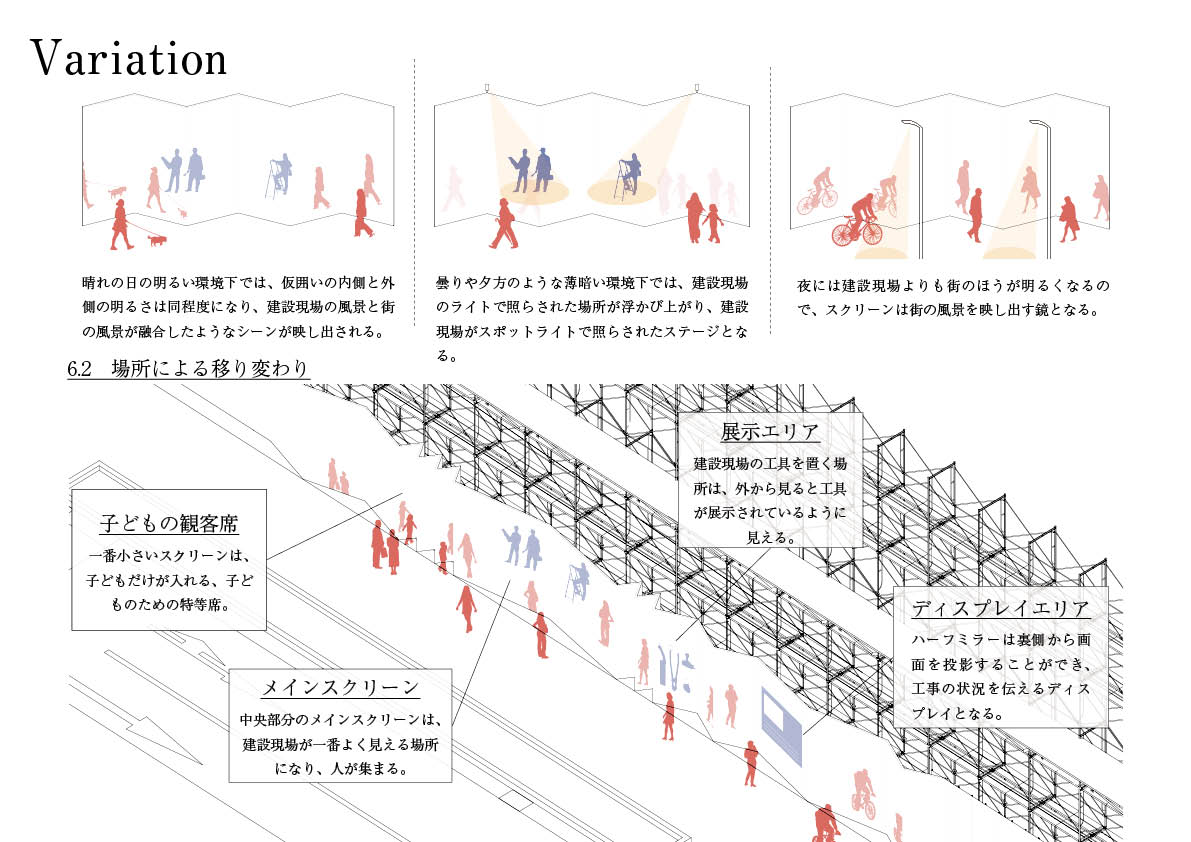 Variation
晴れの日の明るい環境下では、仮囲いの内側と外
側の明るさは同程度になり、建設現場の風景と街
の風景が融合したようなシーンが映し出される。
曇りや夕方のような薄暗い環境下では、建設現場
のライトで照らされた場所が浮かび上がり、建設
現場がスポットライトで照らされたステージとな
る。
夜には建設現場よりも街のほうが明るくなるの
で、スクリーンは街の風景を映し出す鏡となる。
6.2　場所による移り変わり
展示エリア
建設現場の工具を置く場
所は、外から見ると工具
が展示されているように
見える。
子どもの観客席
一番小さいスクリーンは、
子どもだけが入れる、子ど
ものための特等席。
ディスプレイエリア
ハーフミラーは裏側から画
面を投影することができ、
工事の状況を伝えるディス
プレイとなる。
メインスクリーン
中央部分のメインスクリーンは、
建設現場が一番よく見える場所
になり、人が集まる。